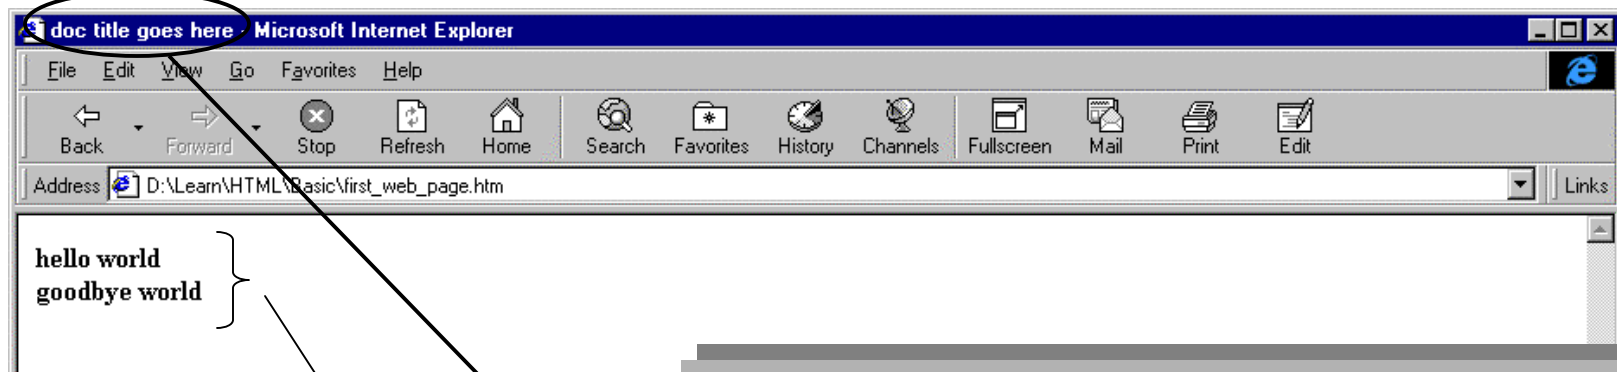 doc title goes here - Microsoft Internet Explorer
File Edit View Go Favorites Help
Back Forward Stop Refresh Home Search Favorites History Channels Fullscreen Mail Print Edit
Address D:\Learn\HTML\Basic\first_web_page.htm Links
hello world
goodbye world